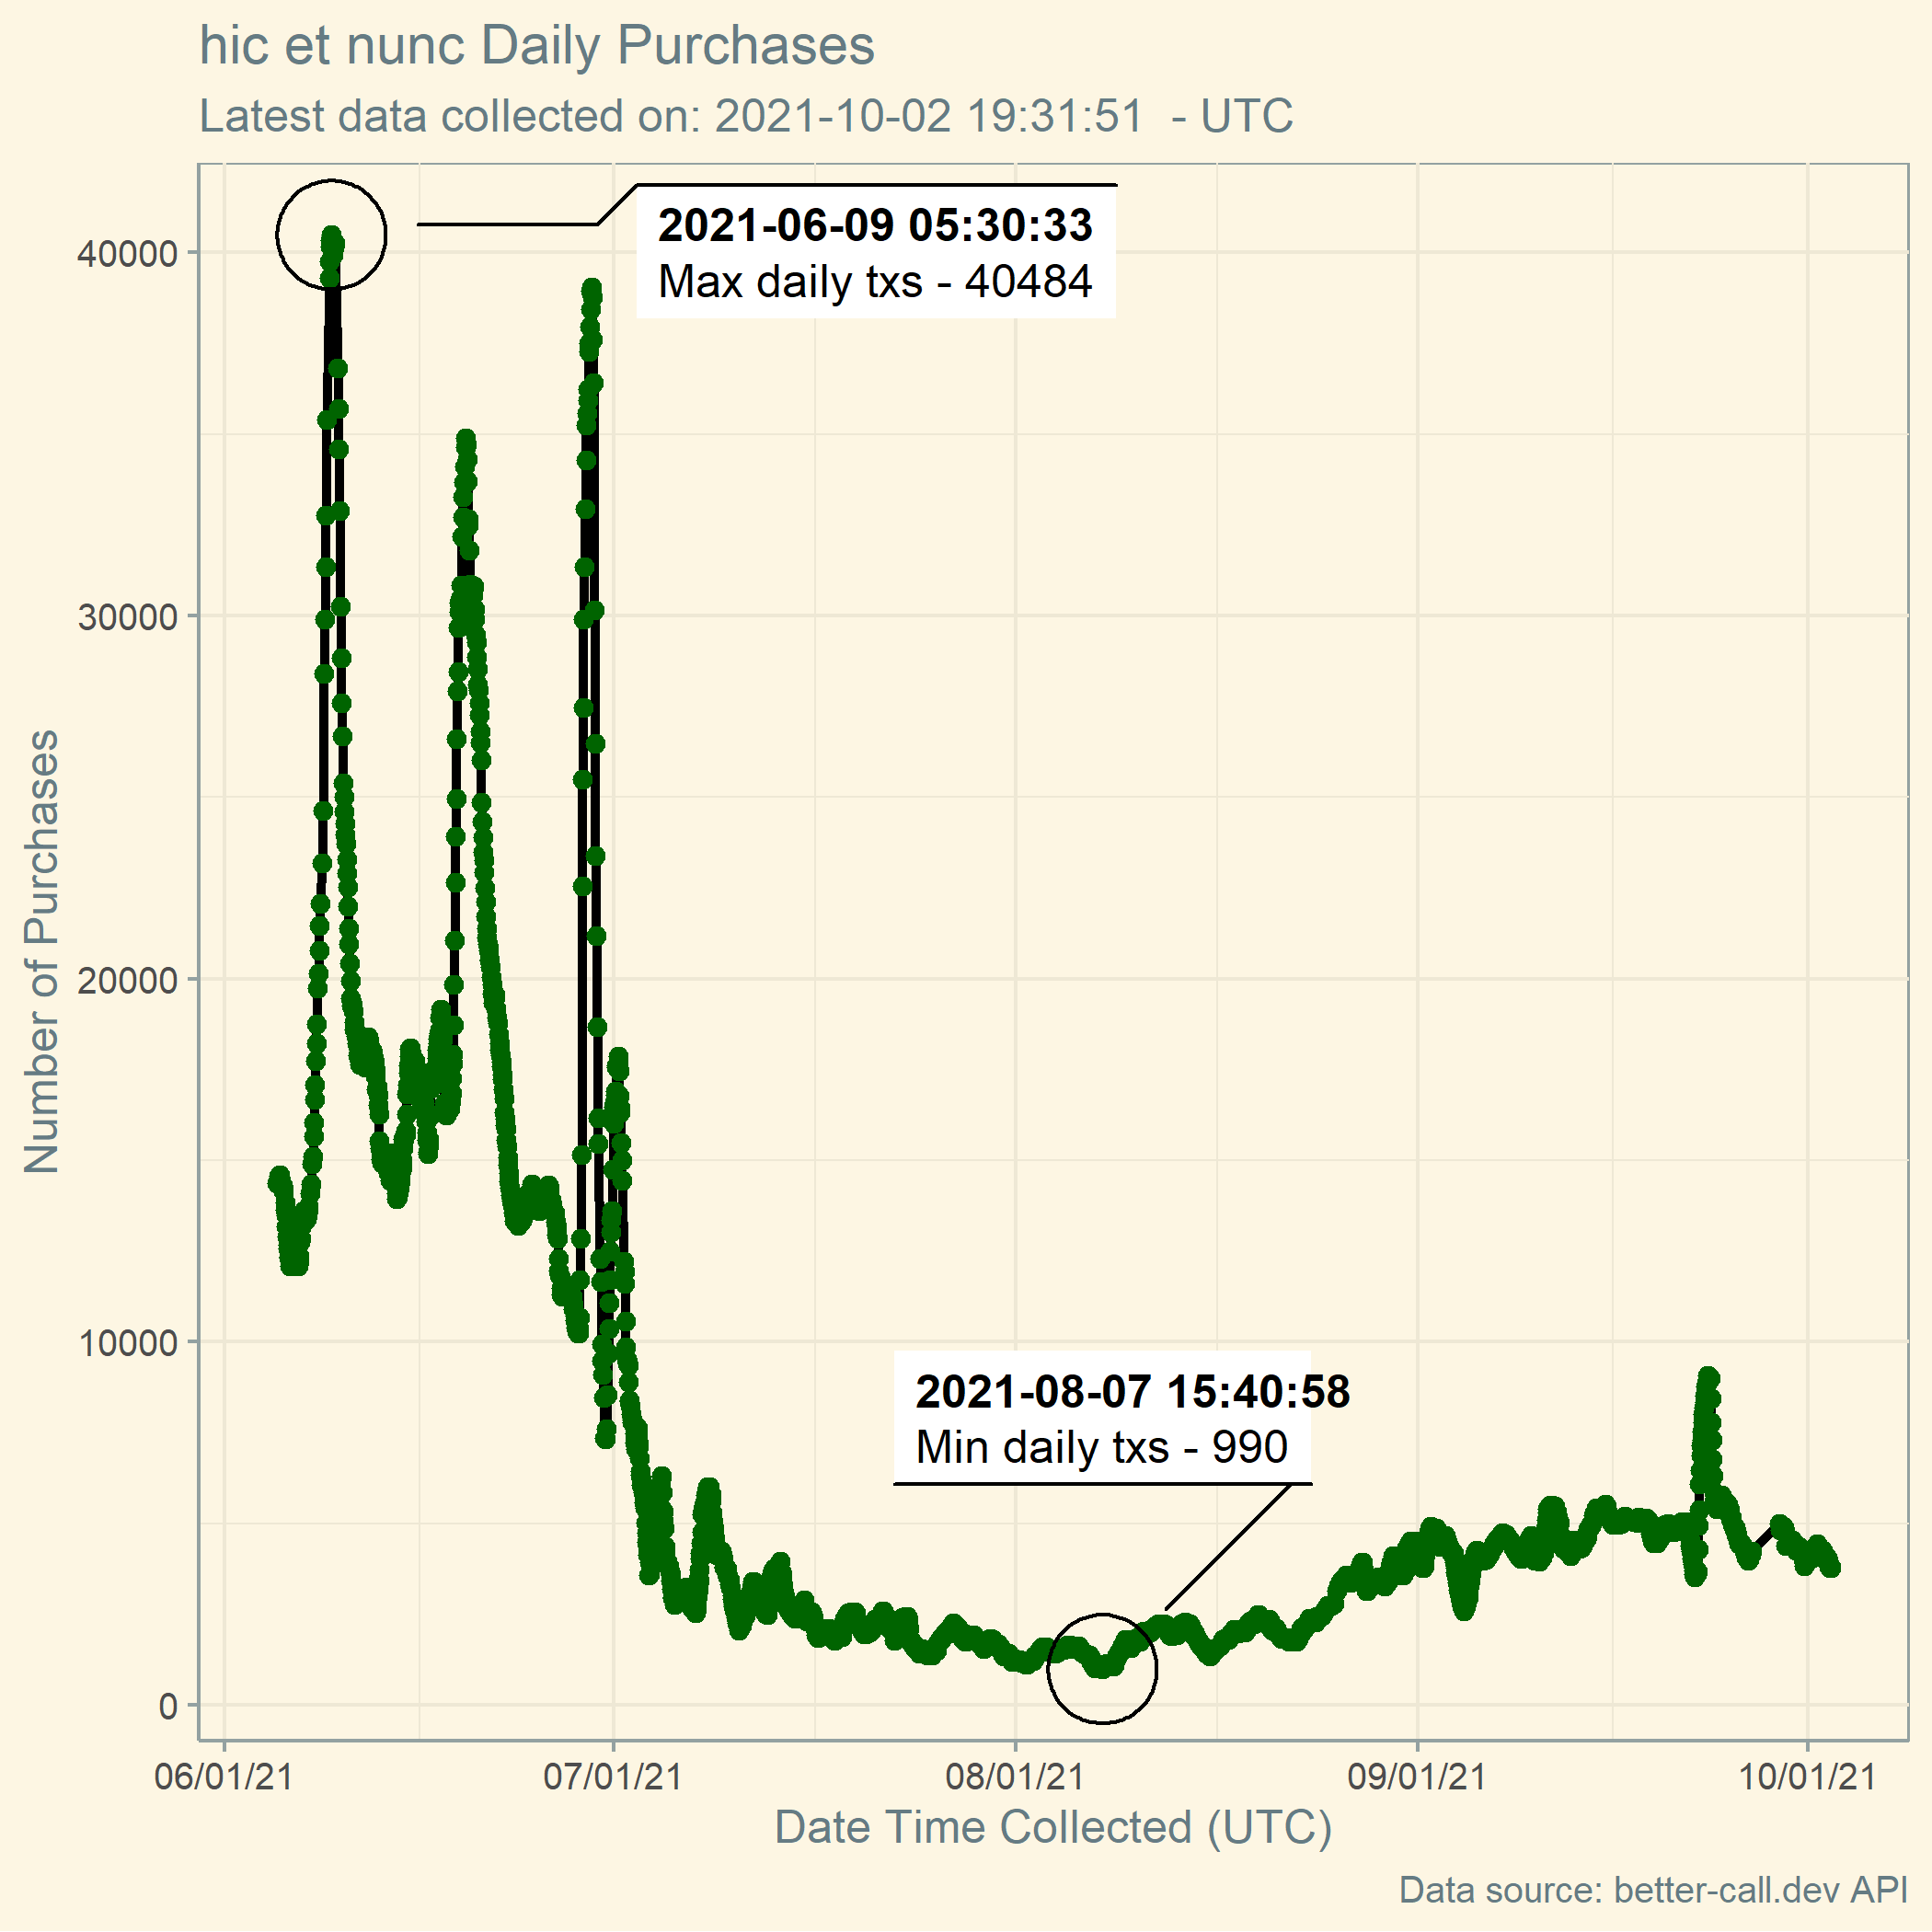 hic et nunc Daily Purchases
Latest data collected on: 2021-10-02 19:31:51  - UTC
2021-06-09 05:30:33
Max daily txs - 40484
40000
30000
20000
10000
0
Number of Purchases
2021-08-07 15:40:58
Min daily txs - 990
06/01/21 07/01/21 08/01/21 09/01/21 10/01/21
Date Time Collected (UTC)
Data source: better-call.dev API